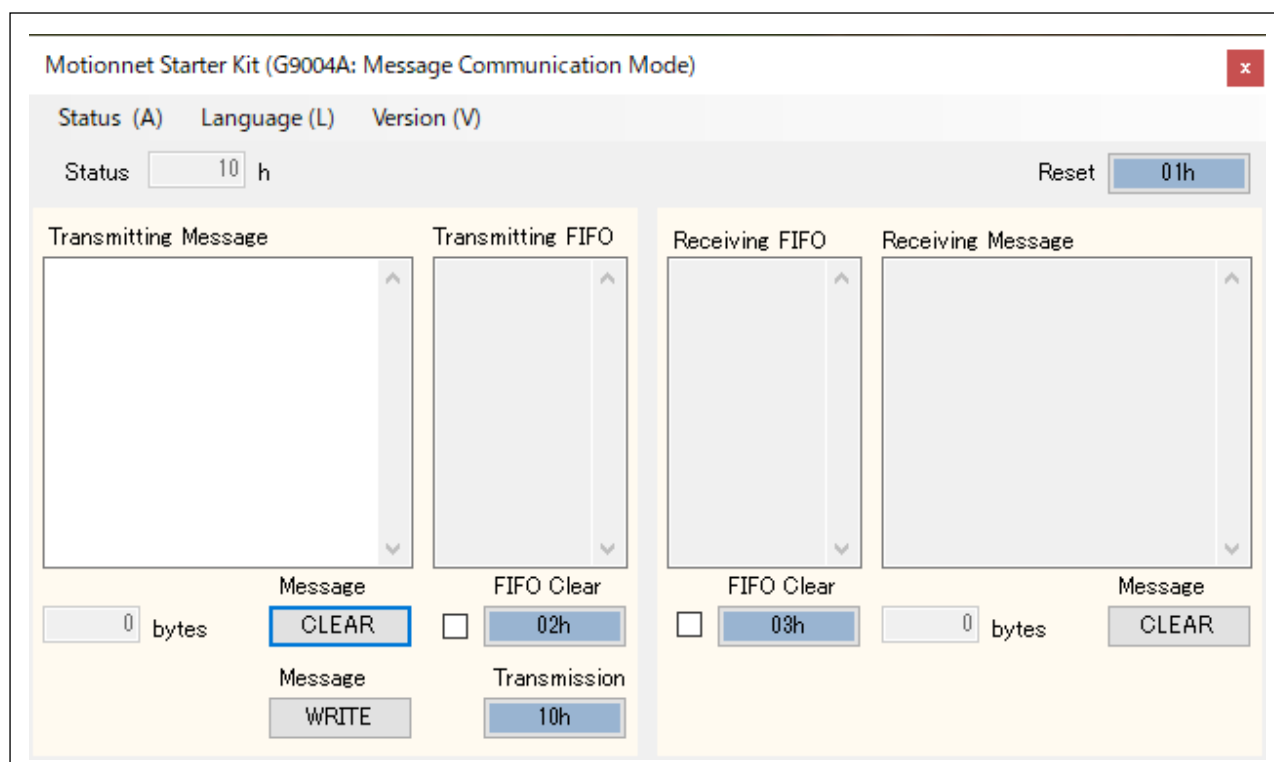 Motionnet Starter Kit (G9004A: Message Communication Mode)
x
Status (A) Language (L) Version (V)
Status 10 h
Reset 01h
Transmitting Message
Transmitting FIFO
Receiving FIFO
Receiving Message
Message
FIFO Clear
FIFO Clear
Message
0 bytes
CLEAR
02h
03h
0 bytes
CLEAR
Message
Transmission
WRITE
10h